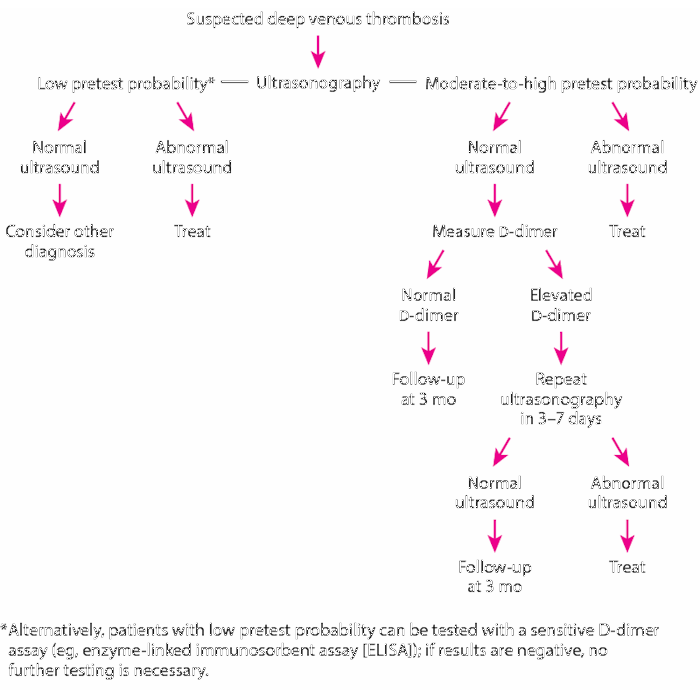 Suspected deep venous thrombosis
Low pretest probability*
Ultrasonography
Moderate-to-high pretest probability
Normal
ultrasound
Abnormal
ultrasound
Normal
ultrasound
Abnormal
ultrasound
Consider other
diagnosis
Treat
Measure D-dimer
Treat
Normal
D-dimer
Elevated
D-dimer
Follow-up
at 3 mo
Repeat
ultrasonography
in 3–7 days
Normal
ultrasound
Abnormal
ultrasound
Follow-up
at 3 mo
Treat
*Alternatively, patients with low pretest probability can be tested with a sensitive D-dimer
assay (eg, enzyme-linked immunosorbent assay [ELISA]); if results are negative, no
further testing is necessary.